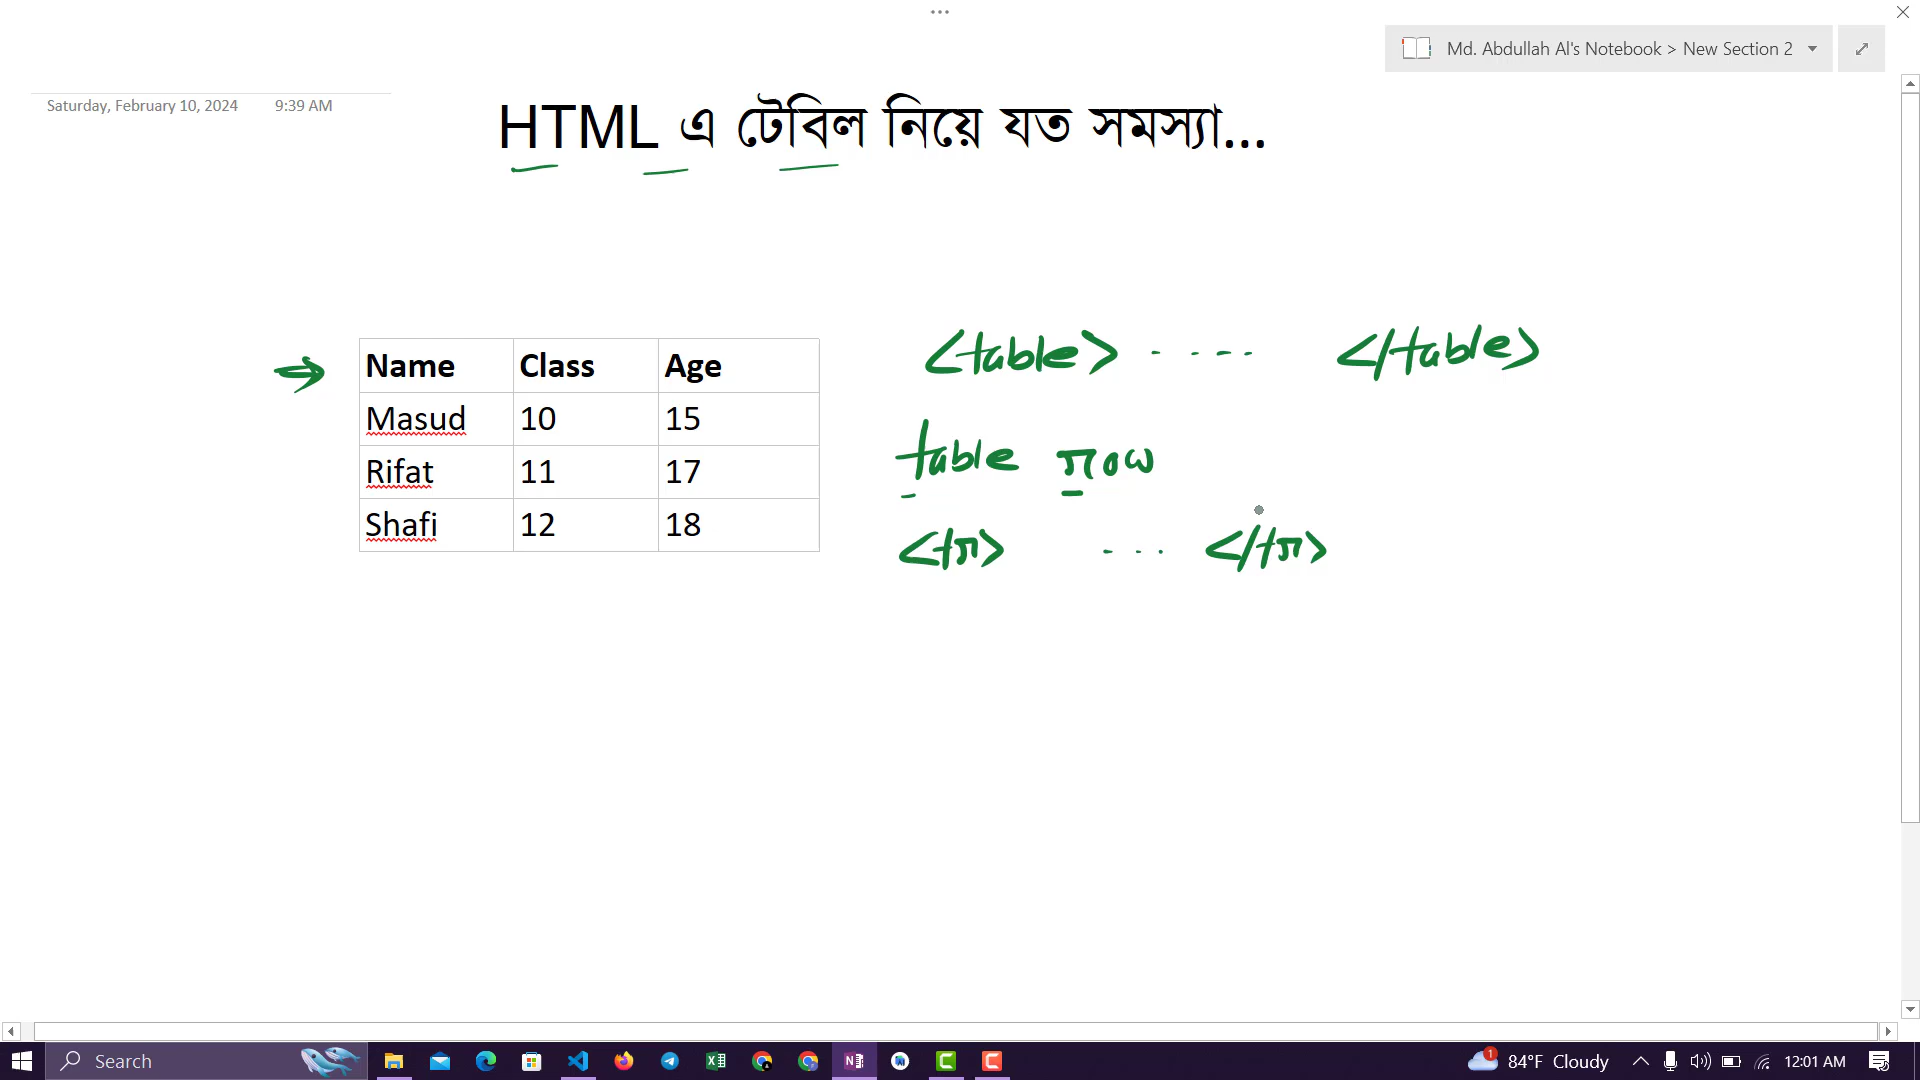 Md. Abdullah Al's Notebook > New Section 2
Saturday, February 10, 2024 9:39 AM
HTML এ টেবিল নিয়ে যত সমস্যা...
Name Class Age
Masud 10 15
Rifat 11 17
Shafi 12 18
<table> .... </table>
table row
<tr> ... </tr>
Search
1
84°F Cloudy
12:01 AM